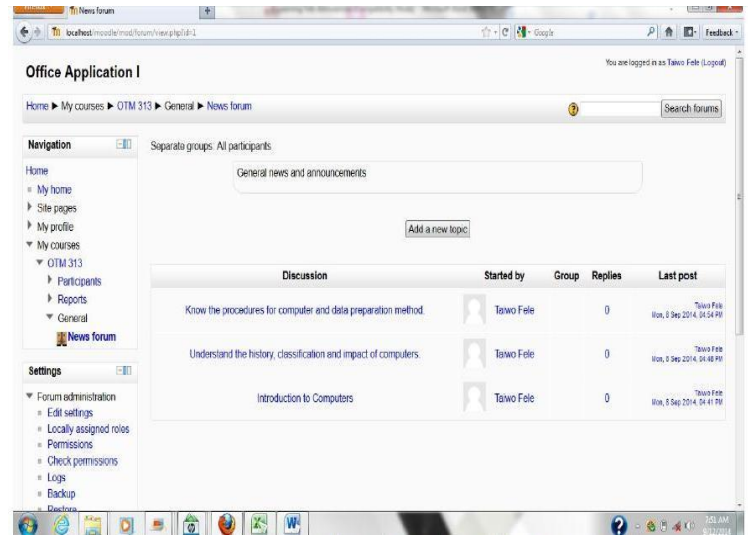 News forum
localhost/moodle/mod/forum/view.php?id=1
Google
Feedback
Office Application I
You are logged in as Taiwo Fele (Logout)
Home ► My courses ► OTM 313 ► General ► News forum
Search forums
Navigation
Home
My home
Site pages
My profile
My courses
OTM 313
Participants
Reports
General
News forum
Settings
Forum administration
Edit settings
Locally assigned roles
Permissions
Check permissions
Logs
Backup
Restore
Separate groups: All participants
General news and announcements
Add a new topic
Discussion Started by Group Replies Last post
Know the procedures for computer and data preparation method. Taiwo Fele 0 Taiwo Fele
Mon, 8 Sep 2014, 04:54 PM
Understand the history, classification and impact of computers. Taiwo Fele 0 Taiwo Fele
Mon, 8 Sep 2014, 04:48 PM
Introduction to Computers Taiwo Fele 0 Taiwo Fele
Mon, 8 Sep 2014, 04:41 PM
7:51 AM
9/12/2014